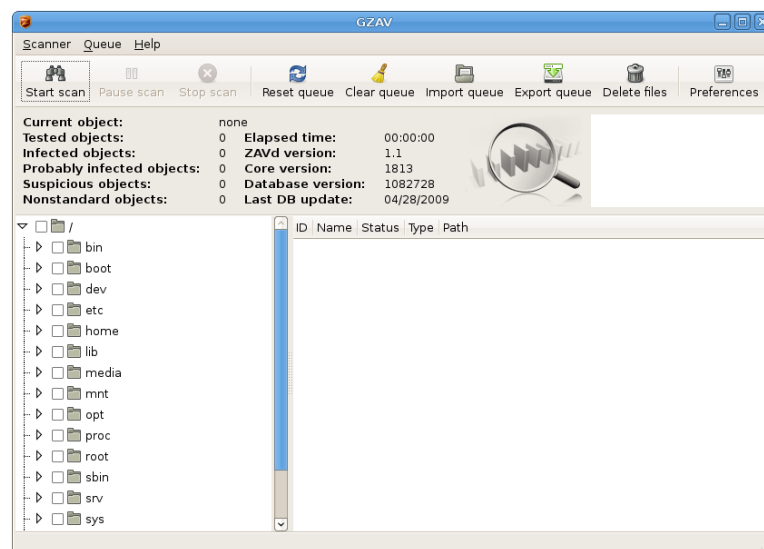 GZAV
Scanner Queue Help
Start scan Pause scan Stop scan Reset queue Clear queue Import queue Export queue Delete files Preferences
Current object: none
Tested objects: 0 Elapsed time: 00:00:00
Infected objects: 0 ZAVd version: 1.1
Probably infected objects: 0 Core version: 1813
Suspicious objects: 0 Database version: 1082728
Nonstandard objects: 0 Last DB update: 04/28/2009
/
ID Name Status Type Path
bin
boot
dev
etc
home
lib
media
mnt
opt
proc
root
sbin
srv
sys